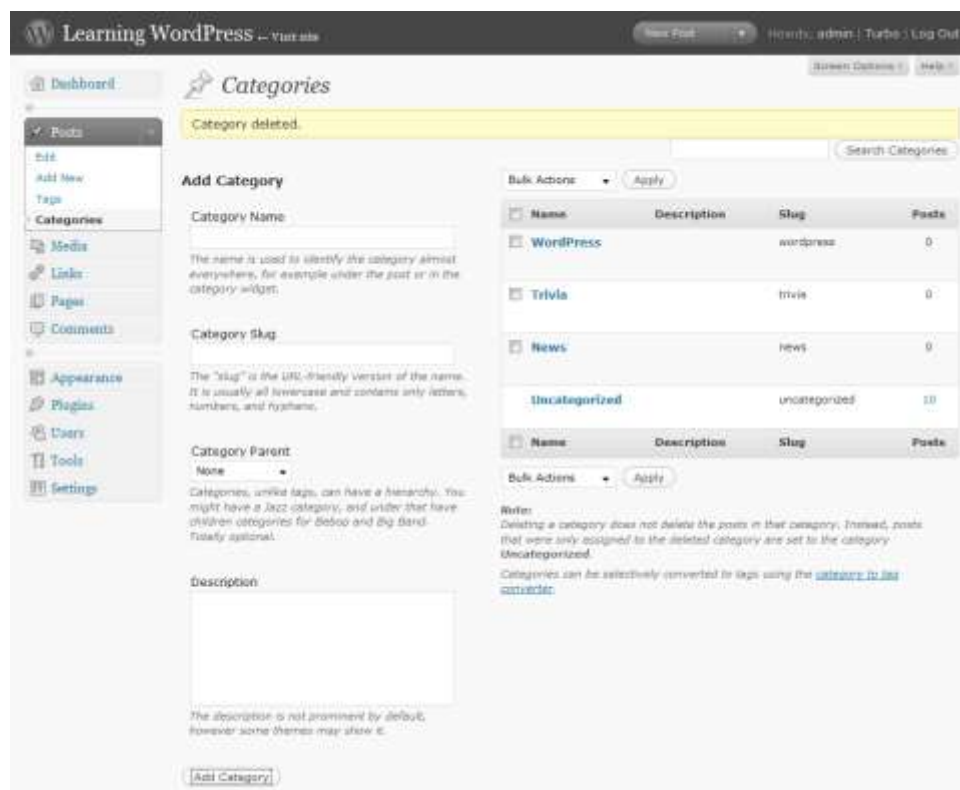 Learning WordPress ← Visit site
New Post
Howdy, admin | Turbo | Log Out
Screen Options
Help
Dashboard
Posts
Edit
Add New
Tags
Categories
Media
Links
Pages
Comments
Appearance
Plugins
Users
Tools
Settings
Categories
Category deleted.
Search Categories
Add Category
Category Name
The name is used to identify the category almost
everywhere, for example under the post or in the
category widget.
Category Slug
The "slug" is the URL-friendly version of the name.
It is usually all lowercase and contains only letters,
numbers, and hyphens.
Category Parent
None
Categories, unlike tags, can have a hierarchy. You
might have a Jazz category, and under that have
children categories for Bebop and Big Band.
Totally optional.
Description
The description is not prominent by default,
however some themes may show it.
Add Category
Bulk Actions Apply
Name Description Slug Posts
WordPress wordpress 0
Trivia trivia 0
News news 0
Uncategorized uncategorized 10
Name Description Slug Posts
Bulk Actions Apply
Note:
Deleting a category does not delete the posts in that category. Instead, posts
that were only assigned to the deleted category are set to the category
Uncategorized.
Categories can be selectively converted to tags using the category to tag
converter.